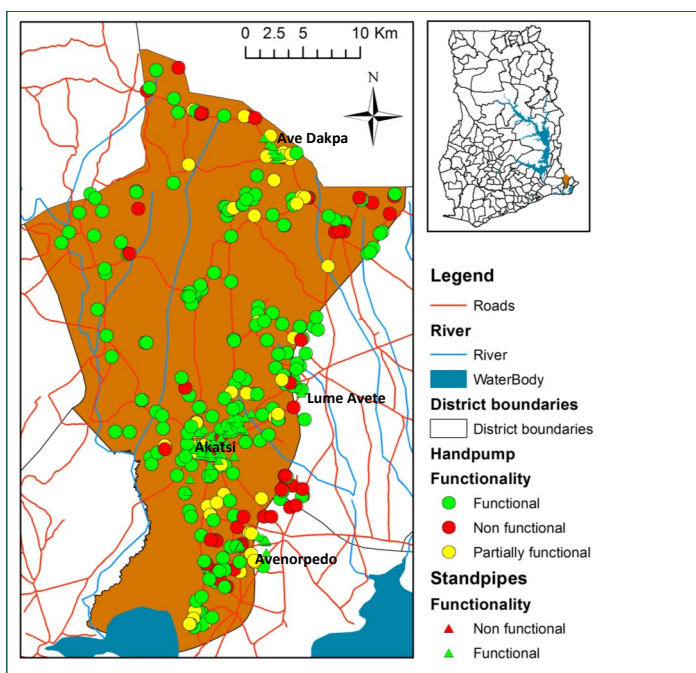 0 2.5 5 10 Km
N
Ave Dakpa
Lume Avete
Akatsi
Avenorpedo
Legend
Roads
River
River
WaterBody
District boundaries
District boundaries
Handpump
Functionality
Functional
Non functional
Partially functional
Standpipes
Functionality
Non functional
Functional